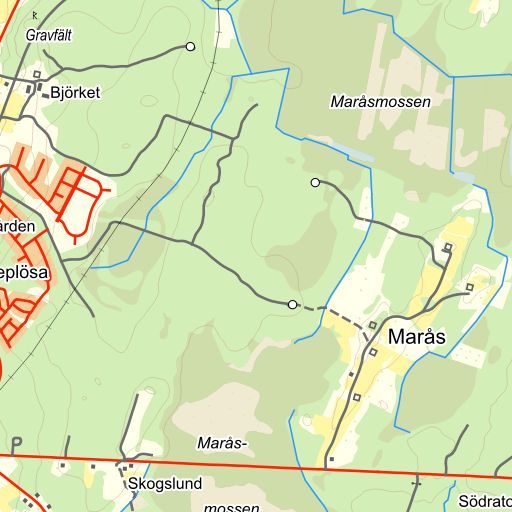 Gravfält
Björket
Maråsmossen
arden
eplösa
Marås
Marås-
mossen
Skogslund
Södrato